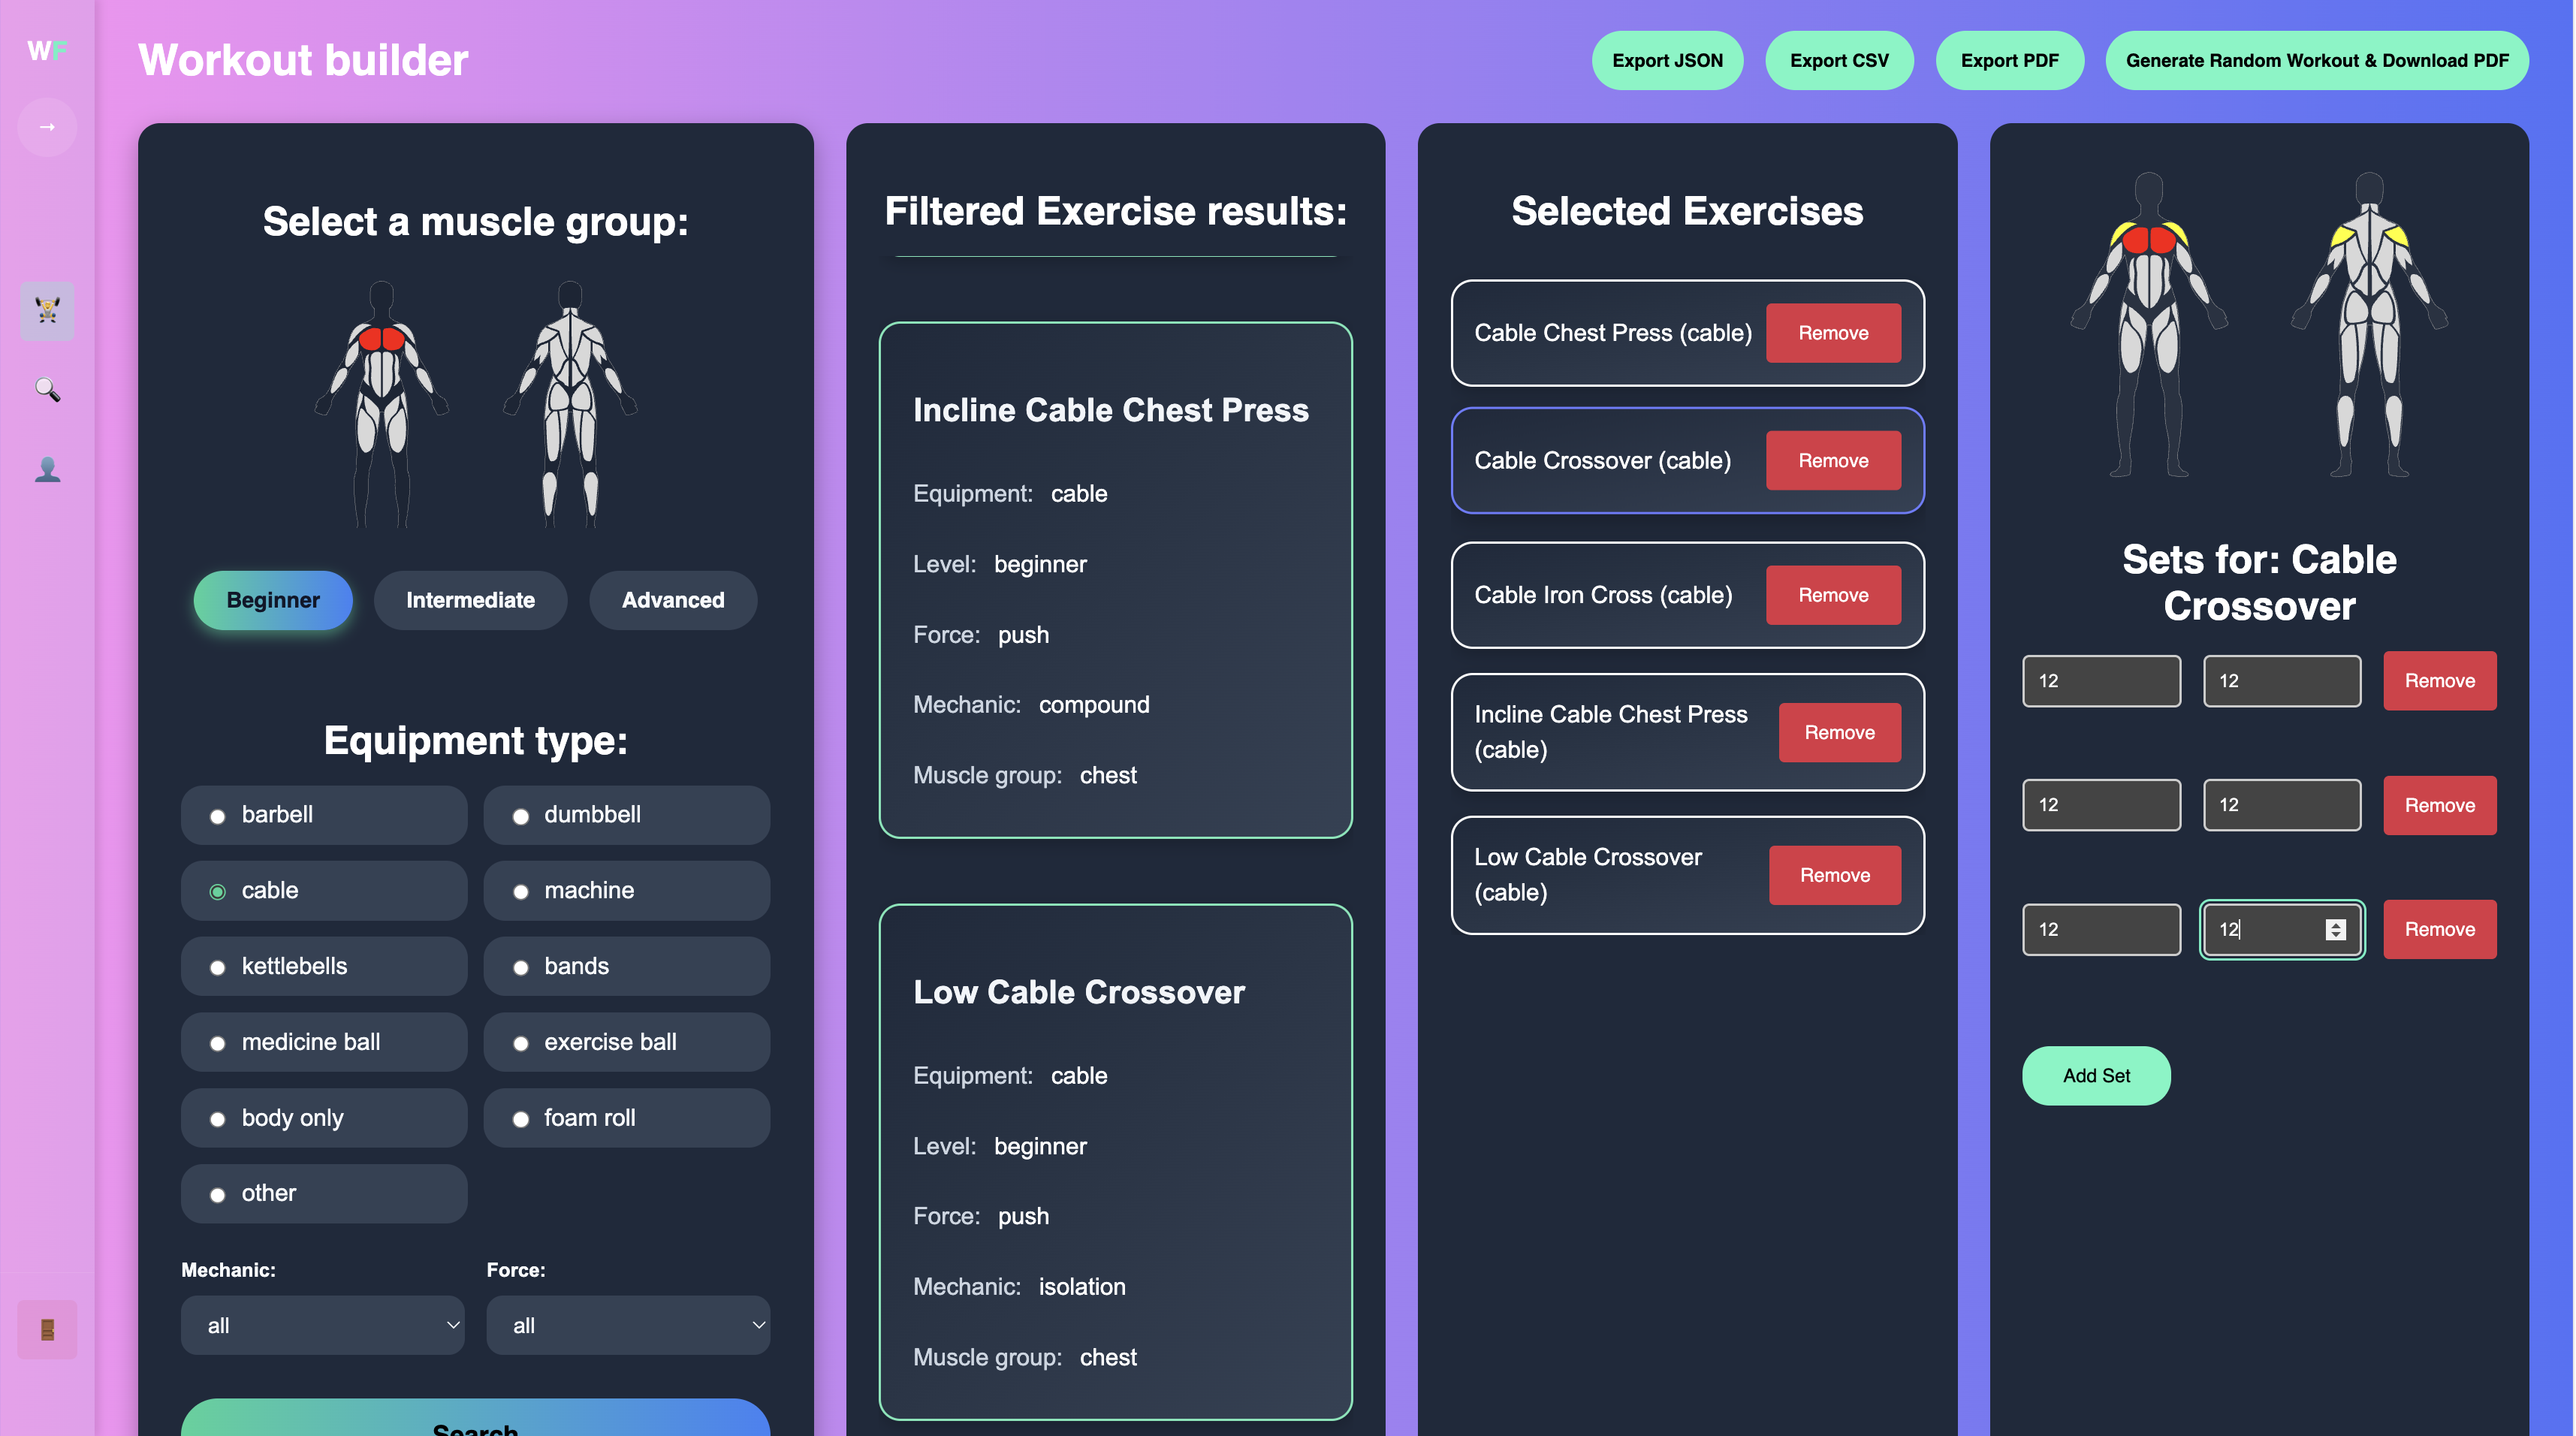 WF
→
Workout builder
Export JSON
Export CSV
Export PDF
Generate Random Workout & Download PDF
Select a muscle group:
Beginner
Intermediate
Advanced
Equipment type:
barbell
dumbbell
cable
machine
kettlebells
bands
medicine ball
exercise ball
body only
foam roll
other
Mechanic:
Force:
all
all
Search
Filtered Exercise results:
Incline Cable Chest Press
Equipment: cable
Level: beginner
Force: push
Mechanic: compound
Muscle group: chest
Low Cable Crossover
Equipment: cable
Level: beginner
Force: push
Mechanic: isolation
Muscle group: chest
Selected Exercises
Cable Chest Press (cable)
Remove
Cable Crossover (cable)
Remove
Cable Iron Cross (cable)
Remove
Incline Cable Chest Press
(cable)
Remove
Low Cable Crossover
(cable)
Remove
Sets for: Cable
Crossover
12
12
Remove
12
12
Remove
12
12
Remove
Add Set